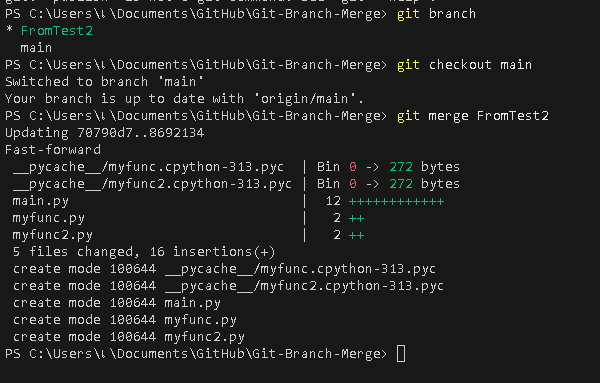 PS C:\Users\ \Documents\GitHub\Git-Branch-Merge> git branch
* FromTest2
  main
PS C:\Users\ \Documents\GitHub\Git-Branch-Merge> git checkout main
Switched to branch 'main'
Your branch is up to date with 'origin/main'.
PS C:\Users\ \Documents\GitHub\Git-Branch-Merge> git merge FromTest2
Updating 70790d7..8692134
Fast-forward
 __pycache__/myfunc.cpython-313.pyc  | Bin 0 -> 272 bytes
 __pycache__/myfunc2.cpython-313.pyc | Bin 0 -> 272 bytes
 main.py                             |  12 ++++++++++++
 myfunc.py                           |   2 ++
 myfunc2.py                          |   2 ++
 5 files changed, 16 insertions(+)
 create mode 100644 __pycache__/myfunc.cpython-313.pyc
 create mode 100644 __pycache__/myfunc2.cpython-313.pyc
 create mode 100644 main.py
 create mode 100644 myfunc.py
 create mode 100644 myfunc2.py
PS C:\Users\ \Documents\GitHub\Git-Branch-Merge>